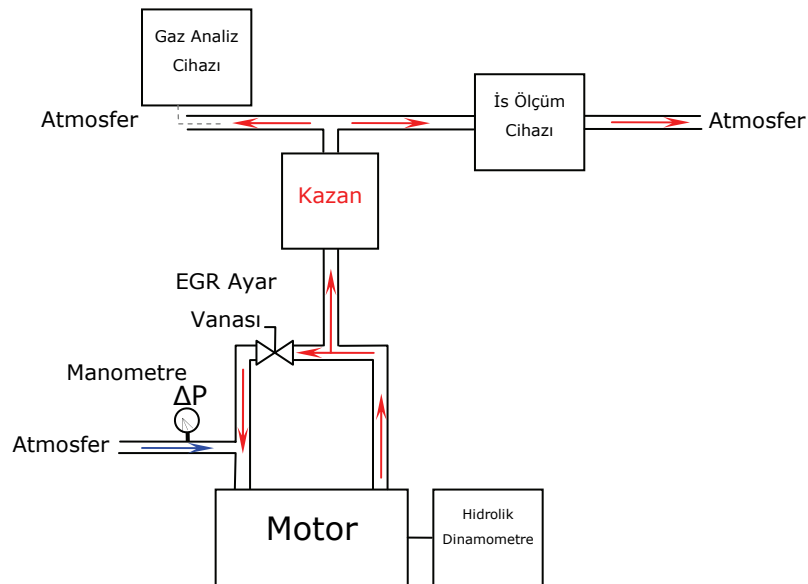 Gaz Analiz
Cihazı
Atmosfer
İs Ölçüm
Cihazı
Atmosfer
Kazan
EGR Ayar
Vanası
Manometre
ΔP
Atmosfer
Motor
Hidrolik
Dinamometre